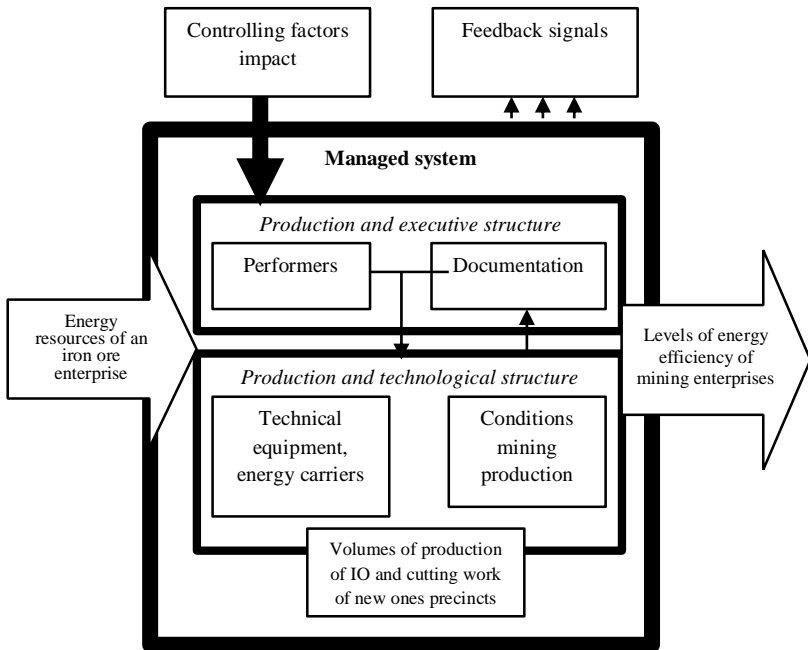 Controlling factors
impact
Feedback signals
Managed system
Production and executive structure
Performers
Documentation
Energy
resources of an
iron ore
enterprise
Levels of energy
efficiency of
mining enterprises
Production and technological structure
Technical
equipment,
energy carriers
Conditions
mining
production
Volumes of production
of IO and cutting work
of new ones precincts